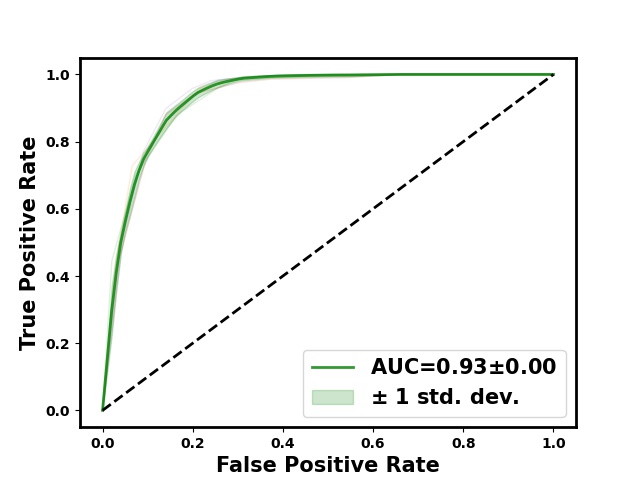 1.0
0.8
0.6
0.4
0.2
0.0
True Positive Rate
AUC=0.93±0.00
± 1 std. dev.
0.0 0.2 0.4 0.6 0.8 1.0
False Positive Rate